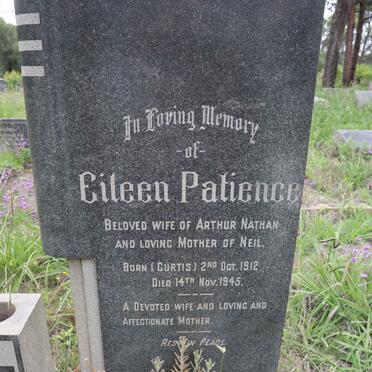 In Loving Memory
-of-
Eileen Patience
Beloved wife of Arthur Nathan
and loving Mother of Neil.
Born (Curtis) 2nd Oct. 1912
Died 14th Nov. 1945.
A Devoted wife and loving and
Affectionate Mother.
Rest in Peace